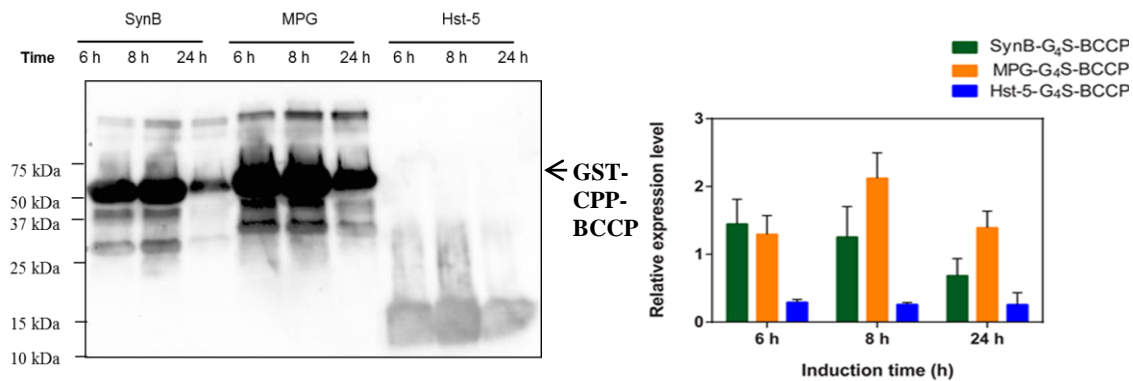 SynB MPG Hst-5
Time 6 h 8 h 24 h 6 h 8 h 24 h 6 h 8 h 24 h
75 kDa
50 kDa
37 kDa
25 kDa
15 kDa
10 kDa
GST-
CPP-
BCCP
SynB-G₄S-BCCP
MPG-G₄S-BCCP
Hst-5-G₄S-BCCP
Relative expression level
3
2
1
0
6 h 8 h 24 h
Induction time (h)